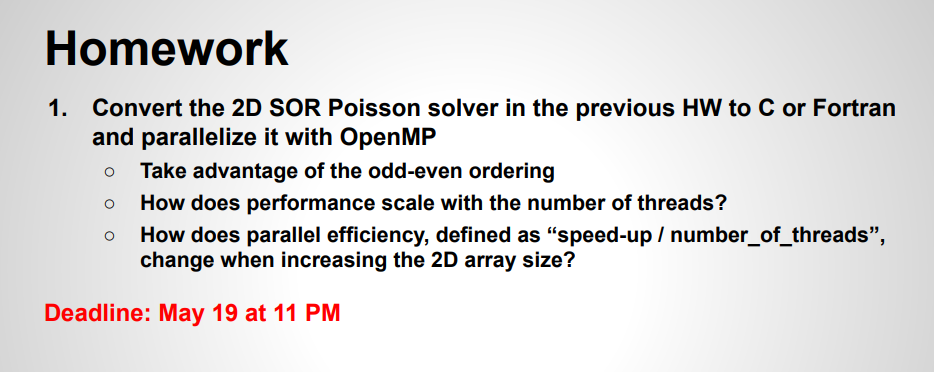 Homework
1. Convert the 2D SOR Poisson solver in the previous HW to C or Fortran
and parallelize it with OpenMP
○ Take advantage of the odd-even ordering
○ How does performance scale with the number of threads?
○ How does parallel efficiency, defined as “speed-up / number_of_threads”,
change when increasing the 2D array size?
Deadline: May 19 at 11 PM